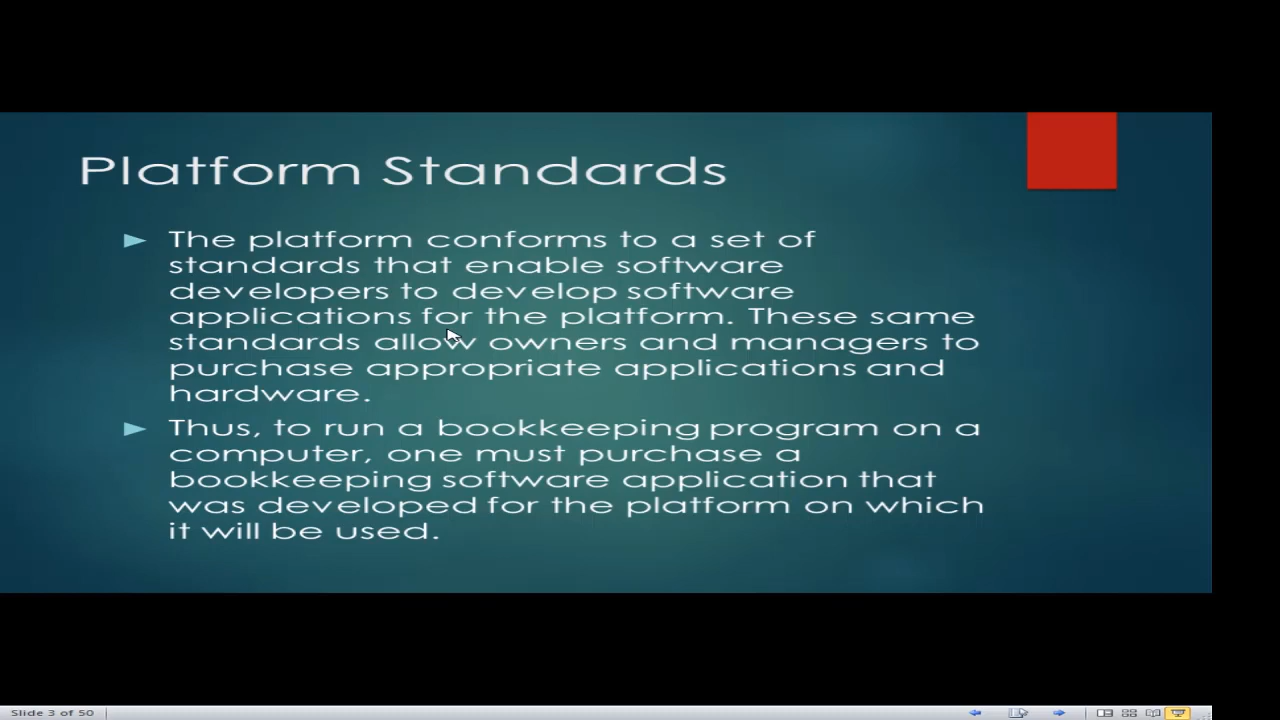 Platform Standards
The platform conforms to a set of
standards that enable software
developers to develop software
applications for the platform. These same
standards allow owners and managers to
purchase appropriate applications and
hardware.
Thus, to run a bookkeeping program on a
computer, one must purchase a
bookkeeping software application that
was developed for the platform on which
it will be used.
Slide 3 of 50